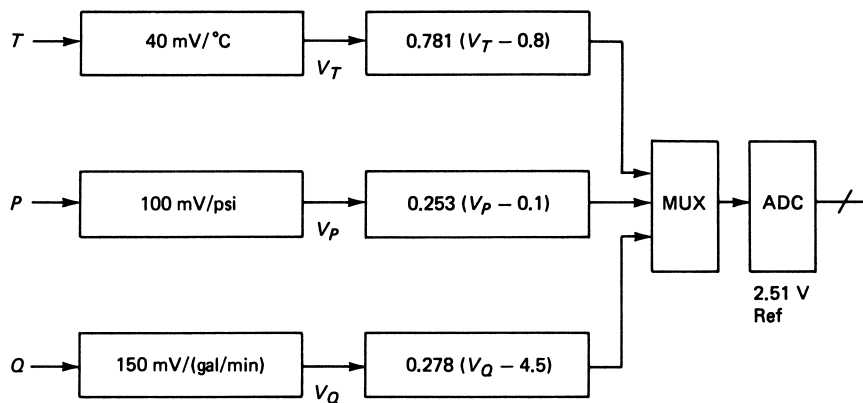 T
40 mV/°C
V_T
0.781 (V_T − 0.8)
P
100 mV/psi
V_P
0.253 (V_P − 0.1)
MUX
ADC
2.51 V
Ref
Q
150 mV/(gal/min)
V_Q
0.278 (V_Q − 4.5)